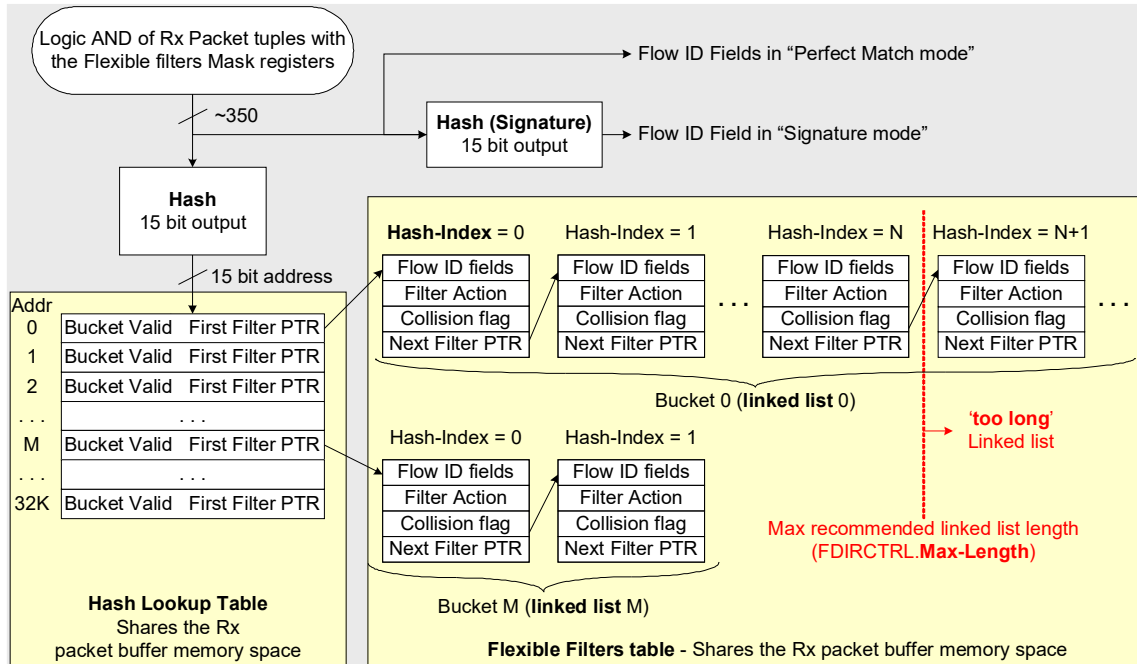 Logic AND of Rx Packet tuples with
the Flexible filters Mask registers
~350
Flow ID Fields in “Perfect Match mode”
Hash (Signature)
15 bit output
Flow ID Field in “Signature mode”
Hash
15 bit output
15 bit address
Addr
0 Bucket Valid First Filter PTR
1 Bucket Valid First Filter PTR
2 Bucket Valid First Filter PTR
. . . . . .
M Bucket Valid First Filter PTR
. . . . . .
32K Bucket Valid First Filter PTR
Hash Lookup Table
Shares the Rx
packet buffer memory space
Hash-Index = 0
Flow ID fields
Filter Action
Collision flag
Next Filter PTR
Hash-Index = 1
Flow ID fields
Filter Action
Collision flag
Next Filter PTR
. . .
Hash-Index = N
Flow ID fields
Filter Action
Collision flag
Next Filter PTR
Hash-Index = N+1
Flow ID fields
Filter Action
Collision flag
Next Filter PTR
. . .
Bucket 0 (linked list 0)
Hash-Index = 0
Flow ID fields
Filter Action
Collision flag
Next Filter PTR
Hash-Index = 1
Flow ID fields
Filter Action
Collision flag
Next Filter PTR
Bucket M (linked list M)
‘too long’
Linked list
Max recommended linked list length
(FDIRCTRL.Max-Length)
Flexible Filters table - Shares the Rx packet buffer memory space